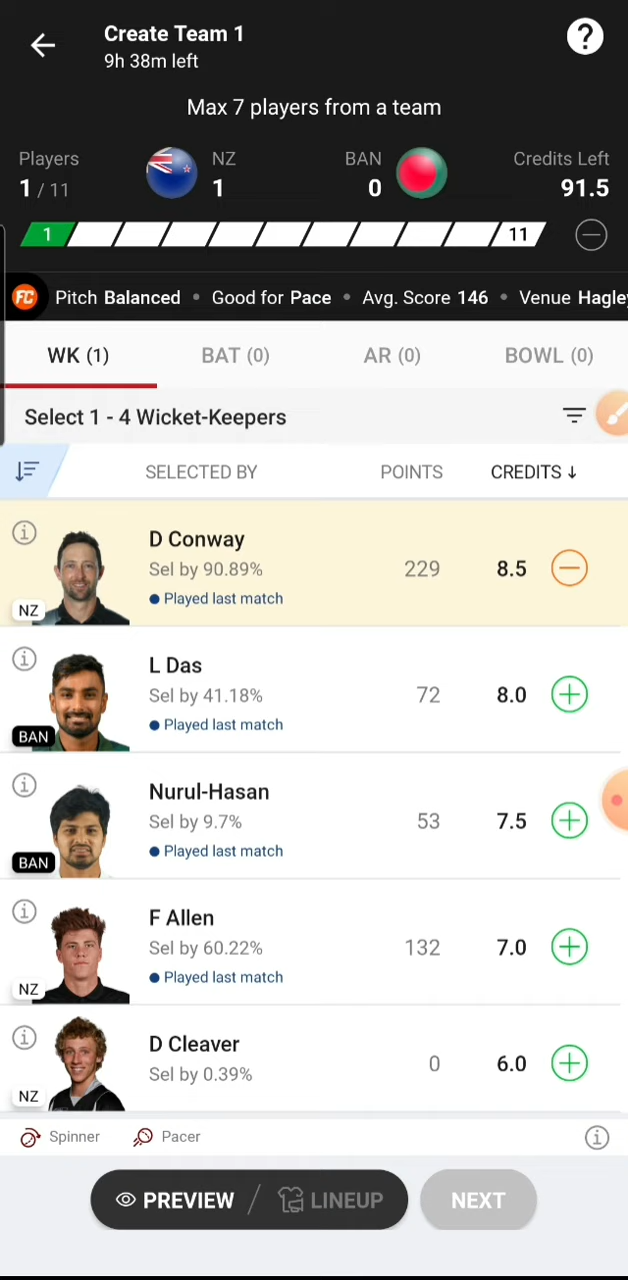 Create Team 1
9h 38m left
?
Max 7 players from a team
Players NZ BAN Credits Left
1 / 11 1 0 91.5
1 11
FC Pitch Balanced • Good for Pace • Avg. Score 146 • Venue Hagley
WK (1) BAT (0) AR (0) BOWL (0)
Select 1 - 4 Wicket-Keepers
SELECTED BY POINTS CREDITS ↓
D Conway
Sel by 90.89% 229 8.5
Played last match
NZ
L Das
Sel by 41.18% 72 8.0
Played last match
BAN
Nurul-Hasan
Sel by 9.7% 53 7.5
Played last match
BAN
F Allen
Sel by 60.22% 132 7.0
Played last match
NZ
D Cleaver
Sel by 0.39% 0 6.0
NZ
Spinner Pacer
PREVIEW / LINEUP NEXT